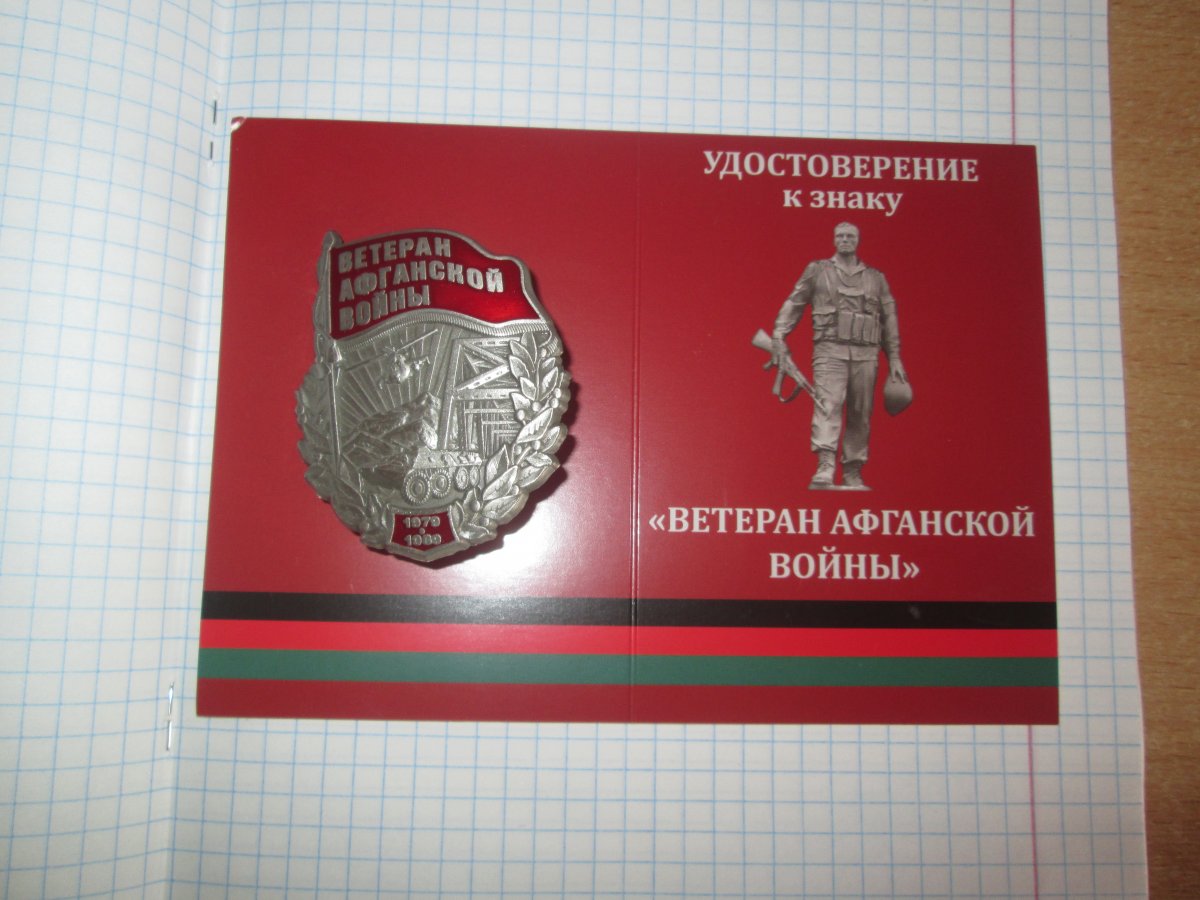 ВЕТЕРАН
АФГАНСКОЙ
ВОЙНЫ
1979
1989
УДОСТОВЕРЕНИЕ
к знаку
«ВЕТЕРАН АФГАНСКОЙ
ВОЙНЫ»